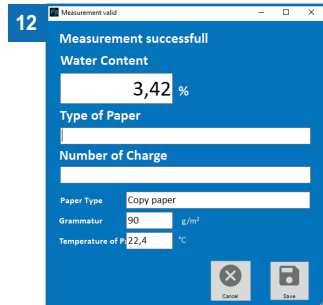 12
Measurement valid
Measurement successfull
Water Content
3,42 %
Type of Paper
Number of Charge
Paper Type Copy paper
Grammatur 90 g/m²
Temperature of P: 22,4 °C
Cancel Save